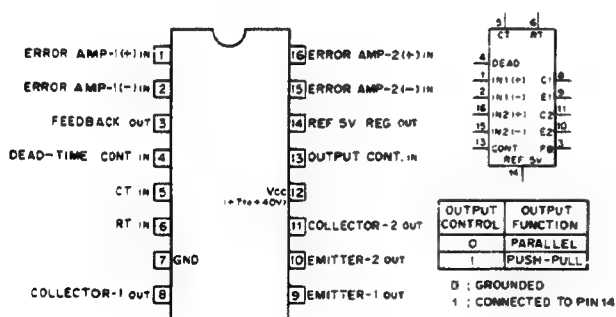 ERROR AMP-1(+) IN 1
ERROR AMP-1(-) IN 2
FEEDBACK OUT 3
DEAD-TIME CONT IN 4
CT IN 5
RT IN 6
7 GND
COLLECTOR-1 OUT 8
16 ERROR AMP-2(+) IN
15 ERROR AMP-2(-) IN
14 REF 5V REG OUT
13 OUTPUT CONT. IN
Vcc 12
(+7to+40V)
11 COLLECTOR-2 OUT
10 EMITTER-2 OUT
9 EMITTER-1 OUT
5 6
CT RT
4 DEAD
1 IN1(+) C1 8
2 IN1(-) E1 9
16 IN2(+) C2 11
15 IN2(-) E2 10
13 CONT FB 3
REF 5V
14
OUTPUT CONTROL OUTPUT FUNCTION
0 PARALLEL
1 PUSH-PULL
0 ; GROUNDED
1 ; CONNECTED TO PIN 14